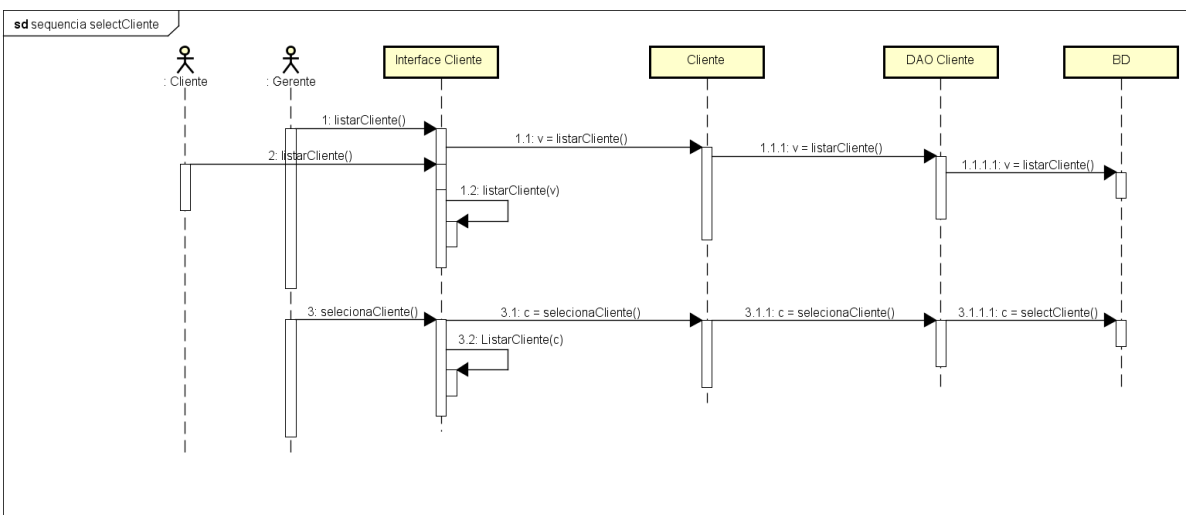 sd sequencia selectCliente
: Cliente
: Gerente
Interface Cliente
Cliente
DAO Cliente
BD
1: listarCliente()
1.1: v = listarCliente()
1.1.1: v = listarCliente()
1.1.1.1: v = listarCliente()
2: listarCliente()
1.2: listarCliente(v)
3: selecionaCliente()
3.1: c = selecionaCliente()
3.1.1: c = selecionaCliente()
3.1.1.1: c = selectCliente()
3.2: ListarCliente(c)